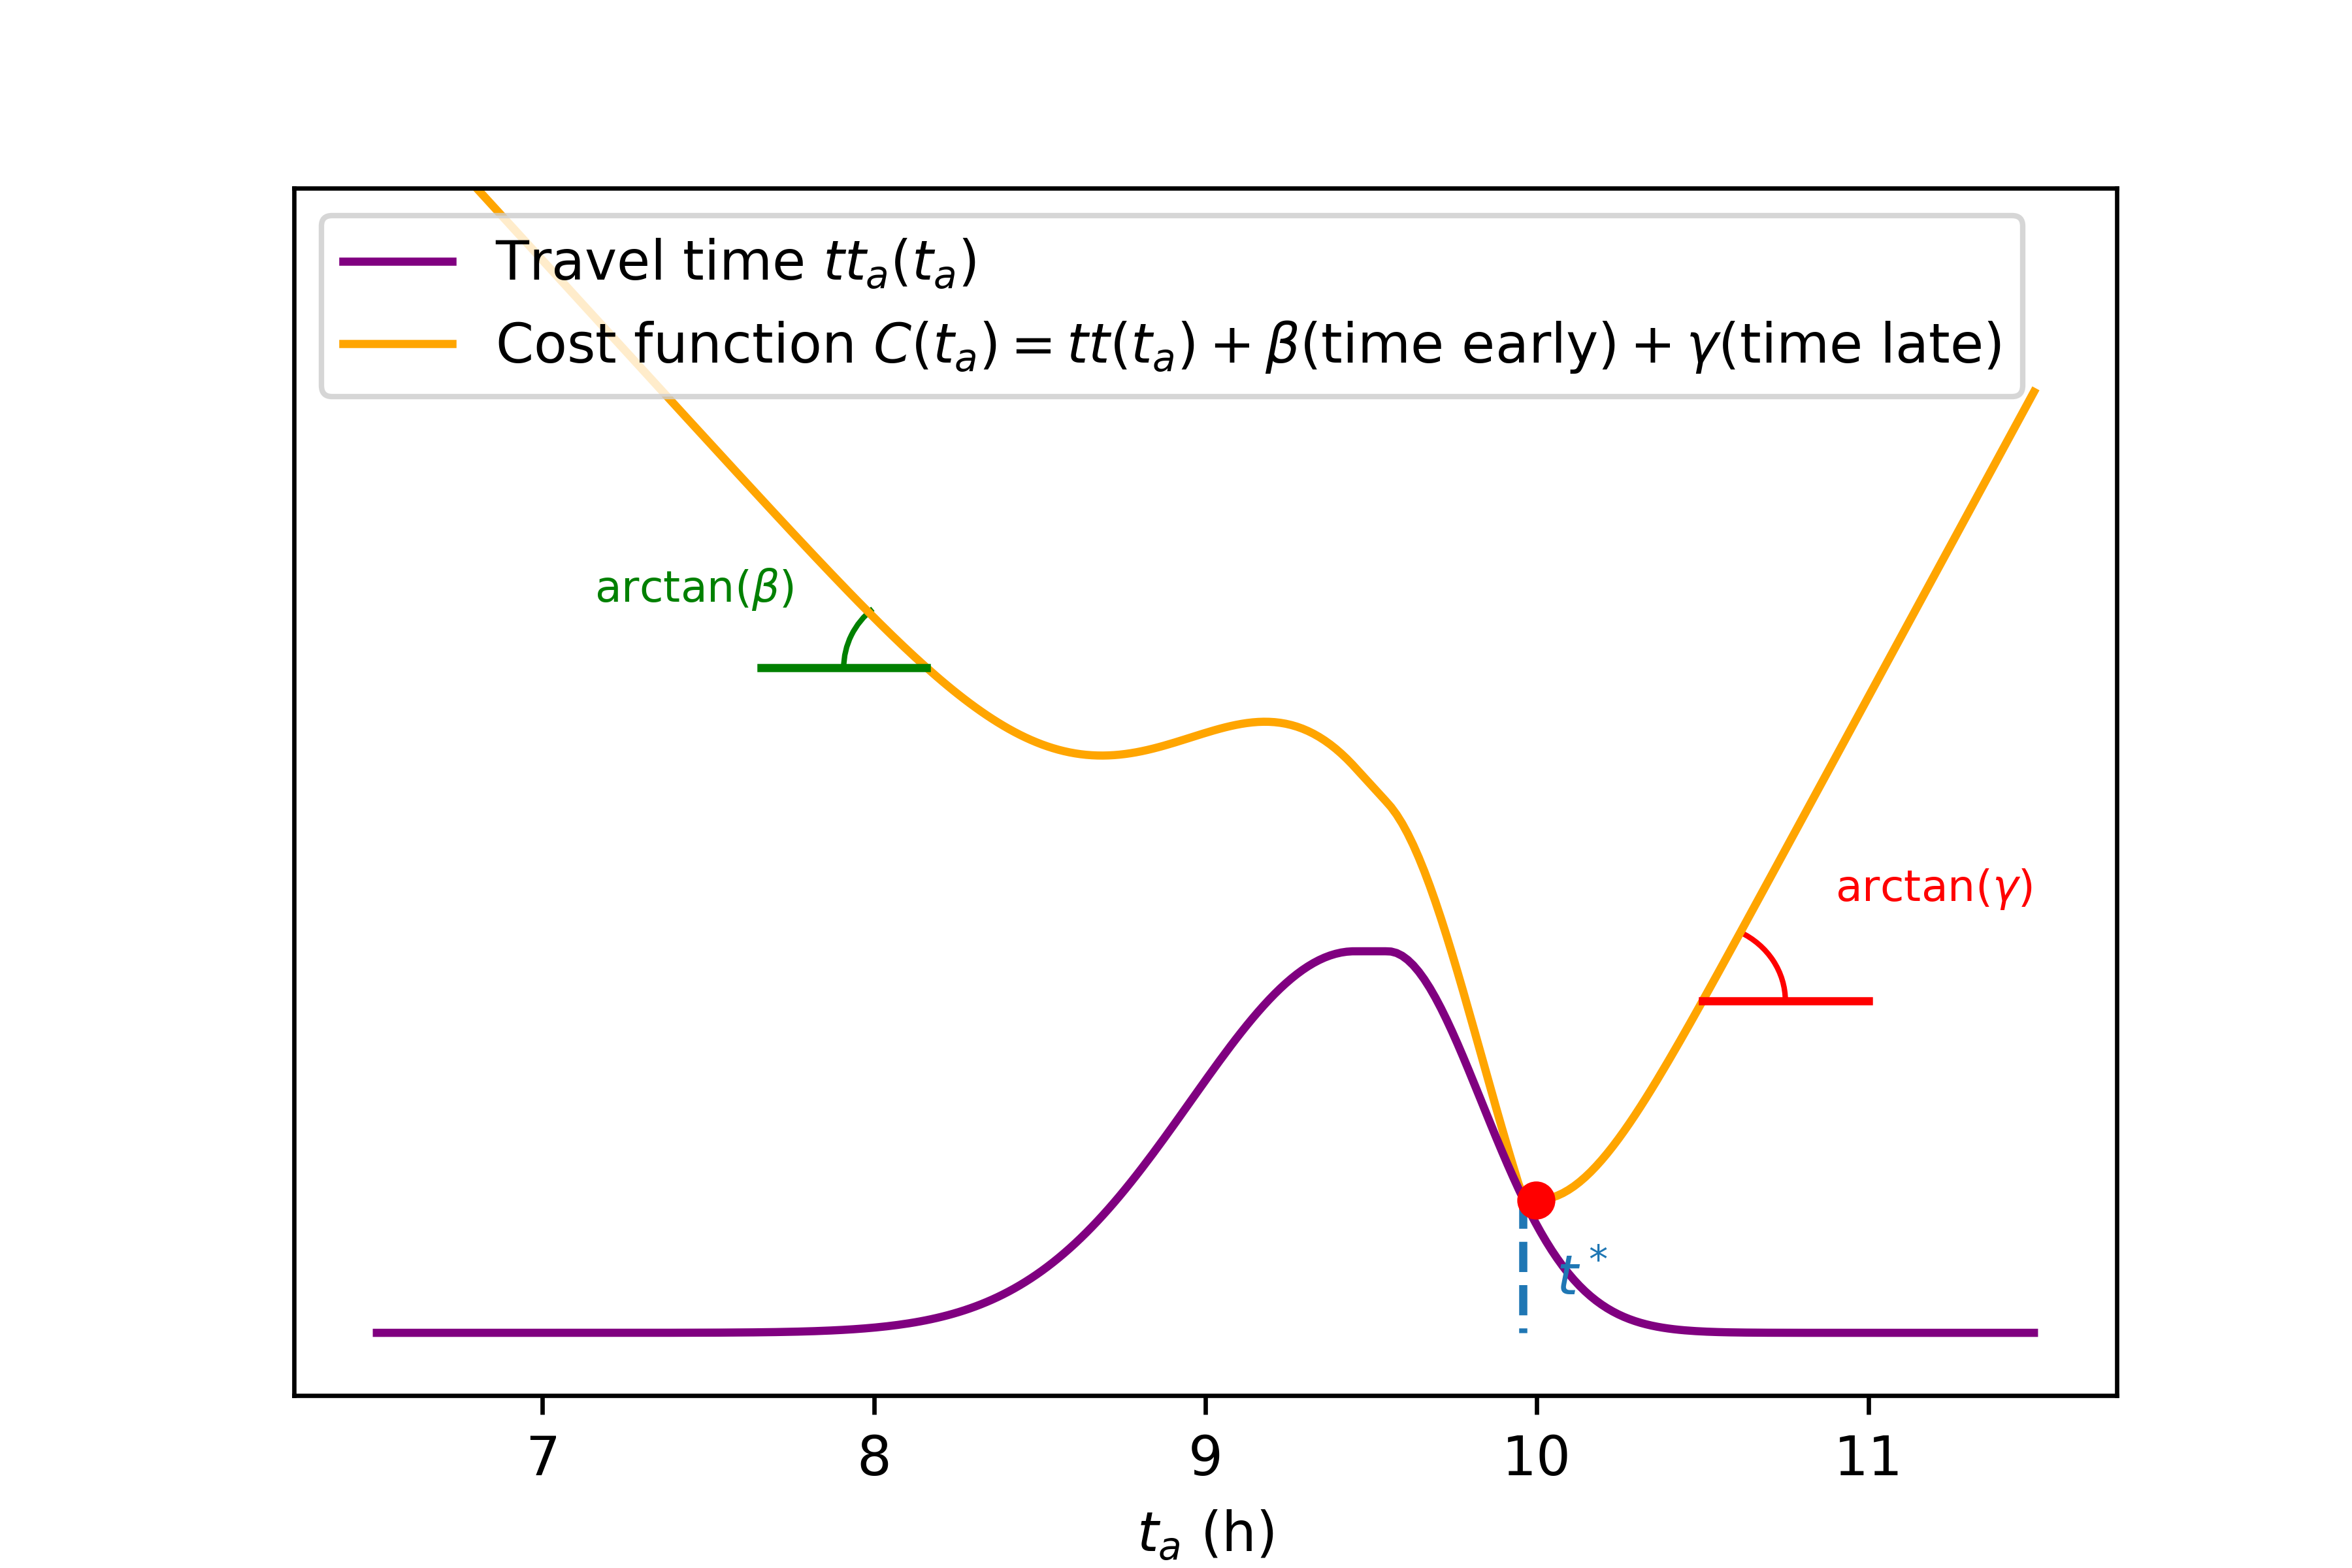 Travel time tt_a(t_a)
Cost function C(t_a) = tt(t_a) + β(time early) + γ(time late)
arctan(β)
arctan(γ)
t*
7 8 9 10 11
t_a (h)